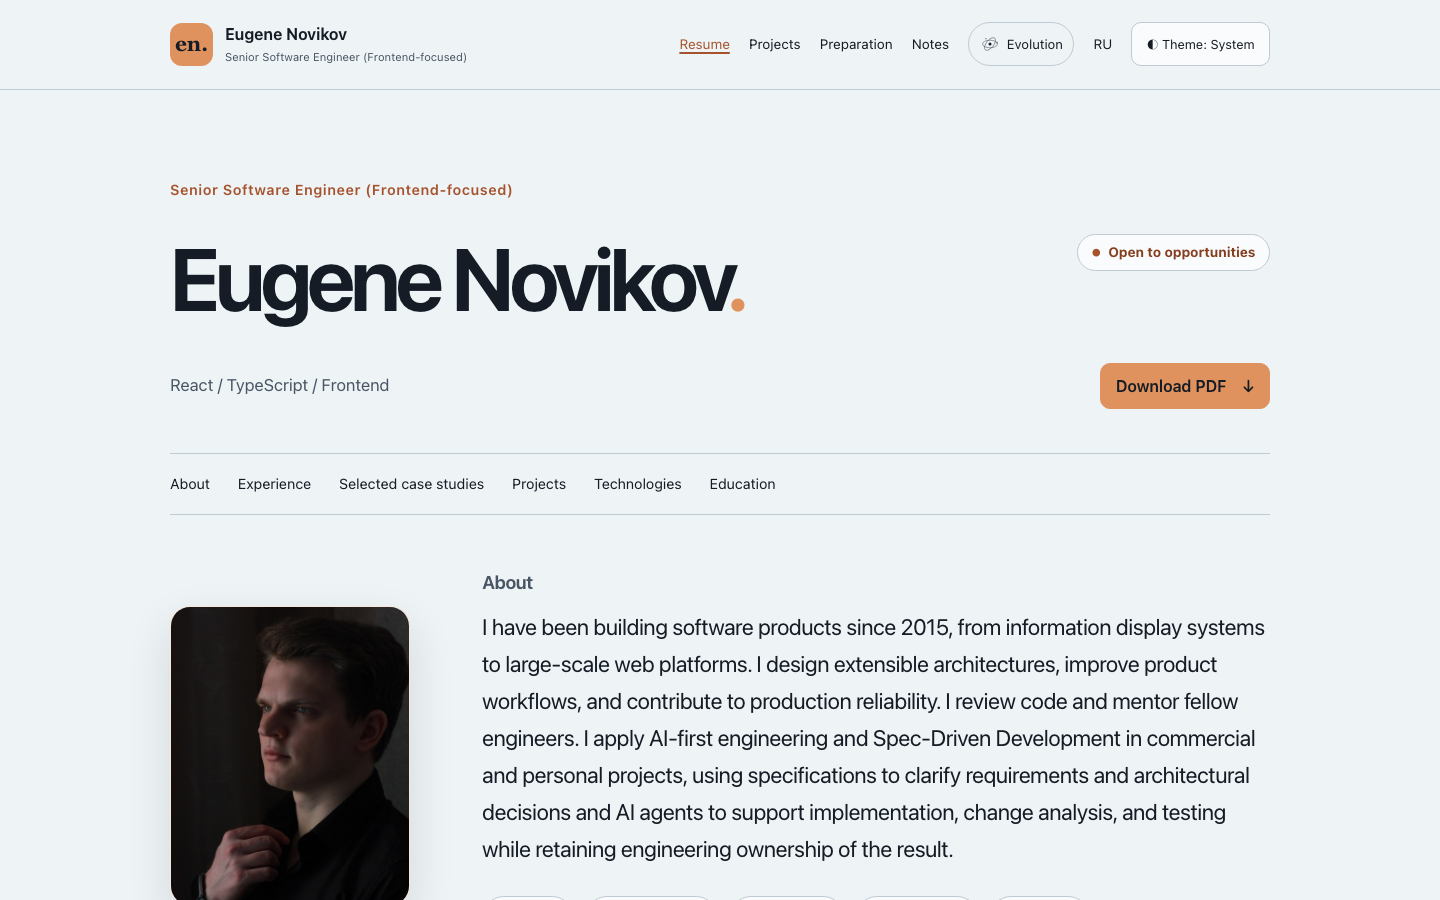 en.
Eugene Novikov
Senior Software Engineer (Frontend-focused)
Resume
Projects
Preparation
Notes
Evolution
RU
Theme: System
Senior Software Engineer (Frontend-focused)
Eugene Novikov.
Open to opportunities
React / TypeScript / Frontend
Download PDF ↓
About
Experience
Selected case studies
Projects
Technologies
Education
About
I have been building software products since 2015, from information display systems
to large-scale web platforms. I design extensible architectures, improve product
workflows, and contribute to production reliability. I review code and mentor fellow
engineers. I apply AI-first engineering and Spec-Driven Development in commercial
and personal projects, using specifications to clarify requirements and architectural
decisions and AI agents to support implementation, change analysis, and testing
while retaining engineering ownership of the result.